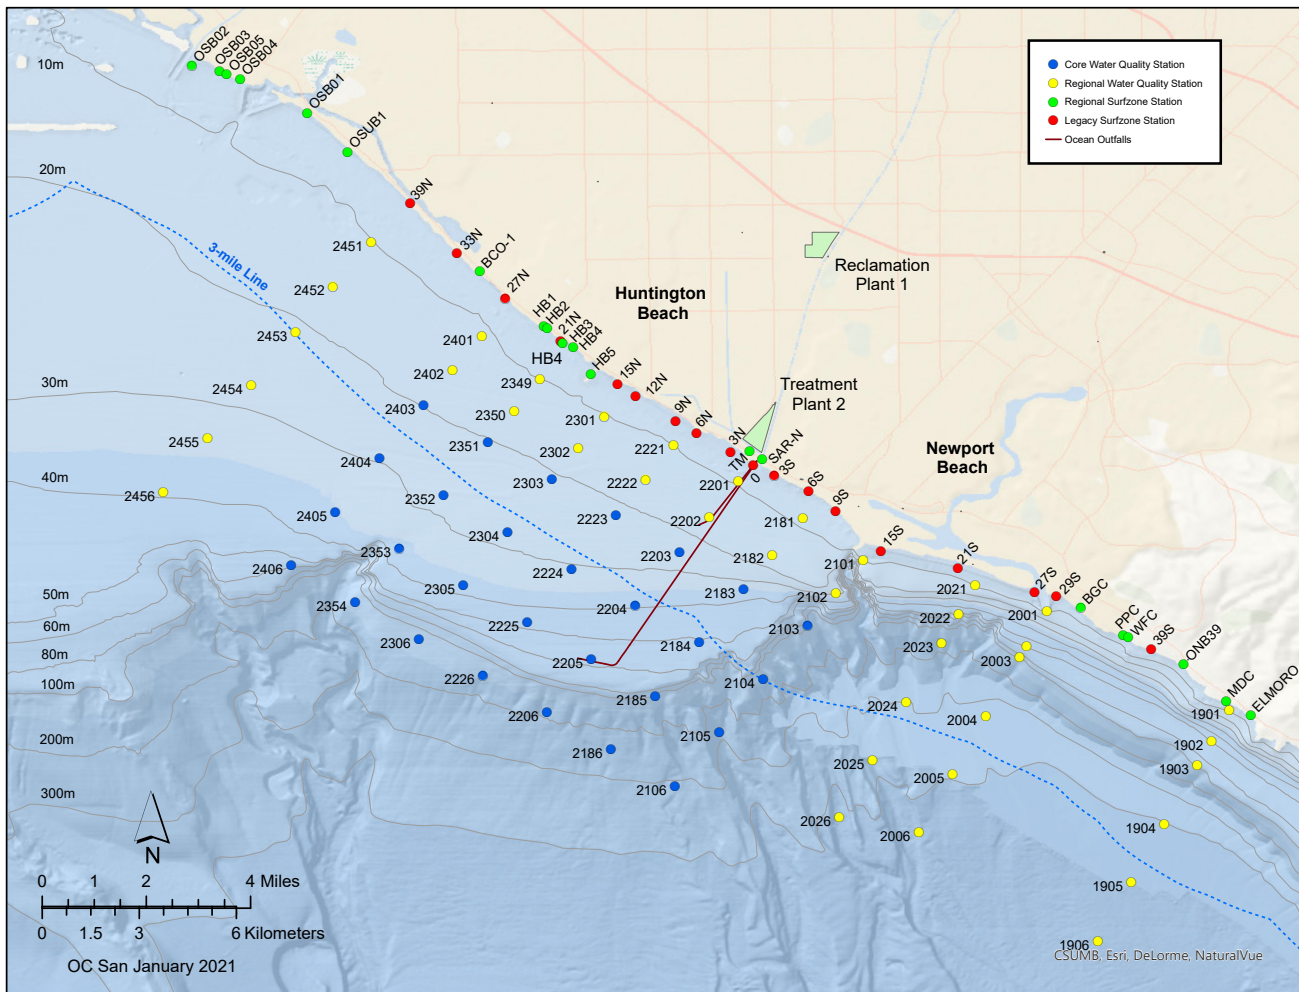 OSB02
OSB03
OSB05
OSB04
10m
OSB01
OSUB1
Core Water Quality Station
Regional Water Quality Station
Regional Surfzone Station
Legacy Surfzone Station
Ocean Outfalls
20m
39N
33N
BCO-1
27N
3-mile Line
2451
2452
2453
2454
2455
2456
Reclamation
Plant 1
Huntington
Beach
HB1
HB2
21N
HB3
HB4
HB4
HB5
15N
12N
9N
6N
3N
TM
0
SAR-N
3S
6S
9S
15S
21S
27S
29S
BGC
PPC
WFC
39S
ONB39
MDC
ELMORO
Treatment
Plant 2
Newport
Beach
30m
40m
50m
60m
80m
100m
200m
300m
2401
2402
2403
2404
2405
2406
2349
2350
2351
2352
2353
2354
2301
2302
2303
2304
2305
2306
2221
2222
2223
2224
2225
2226
2201
2202
2203
2204
2205
2206
2181
2182
2183
2184
2185
2186
2101
2102
2103
2104
2105
2106
2021
2022
2023
2024
2025
2026
2001
2003
2004
2005
2006
1901
1902
1903
1904
1905
1906
N
0 1 2 4 Miles
0 1.5 3 6 Kilometers
OC San January 2021
CSUMB, Esri, DeLorme, NaturalVue